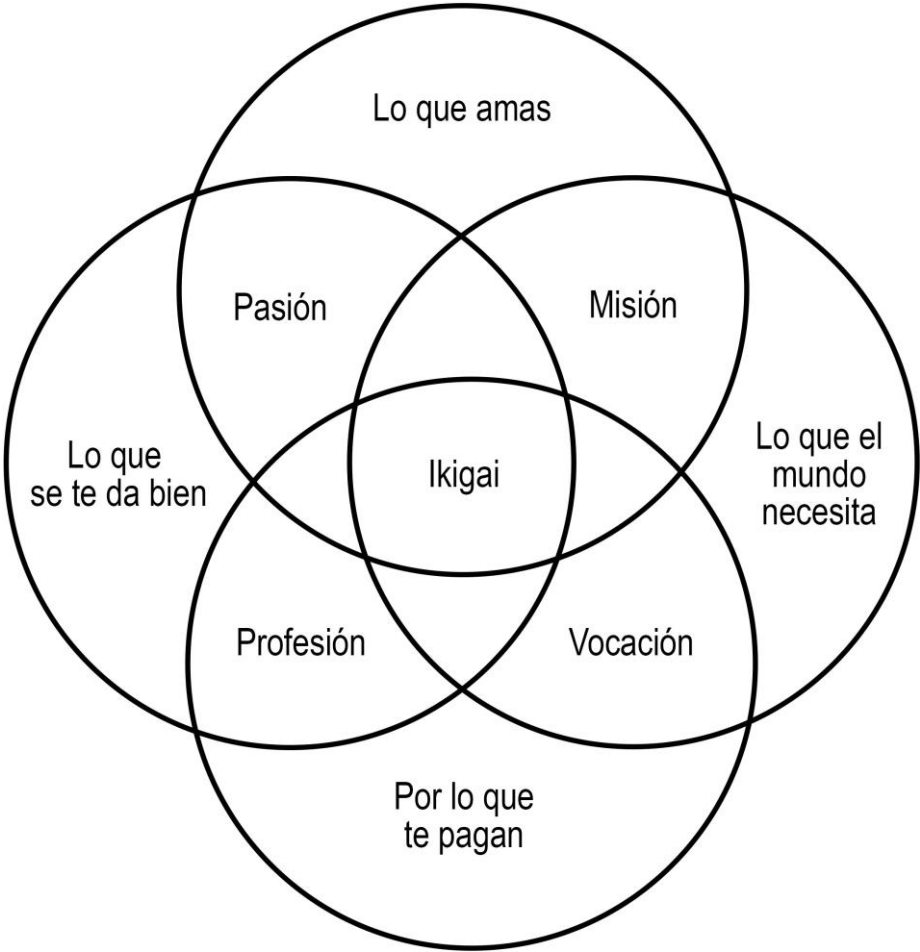 Lo que amas
Pasión
Misión
Lo que
se te da bien
Ikigai
Lo que el
mundo
necesita
Profesión
Vocación
Por lo que
te pagan